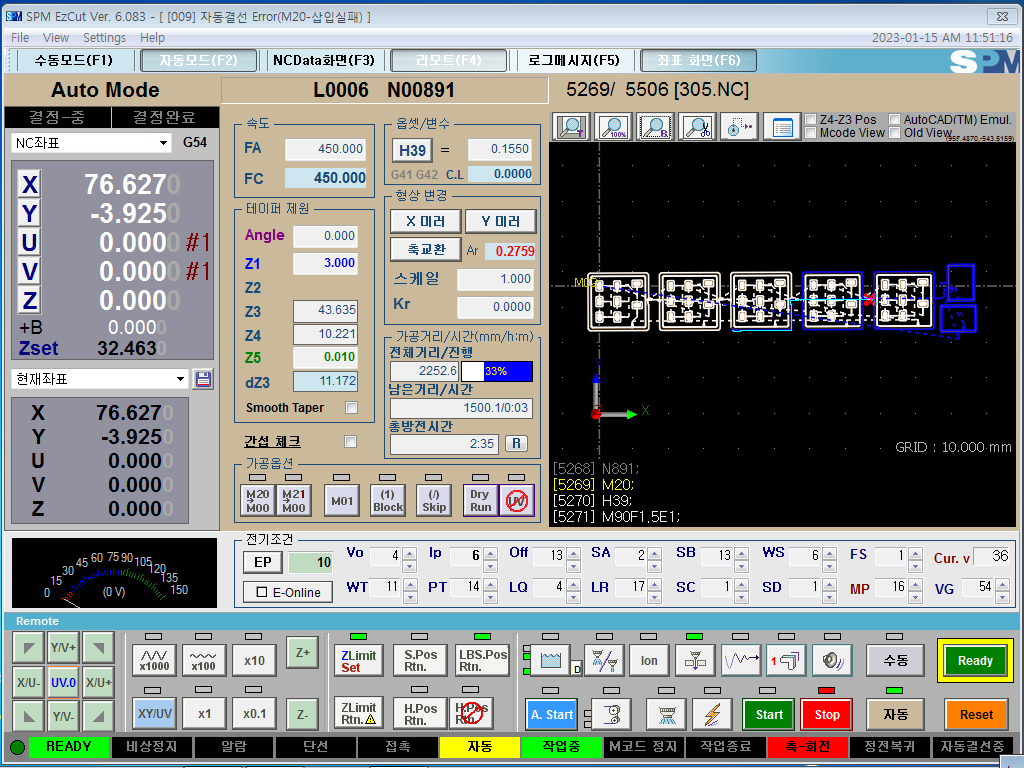 SPM EzCut Ver. 6.083 - [ [009] 자동결선 Error(M20-삽입실패) ]
File View Settings Help
2023-01-15 AM 11:51:16
수동모드(F1) 자동모드(F2) NCData화면(F3) 리모트(F4) 로그메시지(F5) 좌표 화면(F6) SPM
Auto Mode L0006 N00891 5269/ 5506 [305.NC]
결정-중 결정완료
NC좌표 G54
X 76.6270
Y -3.9250
U 0.0000 #1
V 0.0000 #1
Z 0.0000
+B 0.0000
Zset 32.4630
현재좌표
X 76.6270
Y -3.9250
U 0.0000
V 0.0000
Z 0.0000
속도
FA 450.000
FC 450.000
테이퍼 제원
Angle 0.000
Z1 3.000
Z2
Z3 43.635
Z4 10.221
Z5 0.010
dZ3 11.172
Smooth Taper
간섭 체크
옵셋/변수
H39 = 0.1550
G41 G42 C.L 0.0000
형상 변경
X 미러 Y 미러
축교환 Ar 0.2759
스케일 1.000
Kr 0.0000
가공거리/시간(mm/h:m)
전체거리/진행
2252.6 33%
남은거리/시간
1500.1/0:03
총방전시간
2:35 R
가공옵션
M20 M00 M21 M00 M01 (1) Block (/) Skip Dry Run UV
T 100% B
Z4-Z3 Pos AutoCAD(TM) Emul.
Mcode View Old View
(95F.4870,-543.5159)
X
GRID : 10.000 mm
[5268] N891;
[5269] M20;
[5270] H39;
[5271] M90F1.5E1;
0 15 30 45 60 75 90 105 120 135 150
(0 V)
전기조건
EP 10 Vo 4 Ip 6 Off 13 SA 2 SB 13 WS 6 FS 1 Cur. v 36
E-Online WT 11 PT 14 LQ 4 LR 17 SC 1 SD 1 MP 16 VG 54
Remote
Y/V+ x1000 x100 x10 Z+ ZLimit Set S.Pos Rtn. LBS.Pos Rtn. D Ion 1 수동 Ready
X/U- UV.0 X/U+
Y/V- XY/UV x1 x0.1 Z- ZLimit Rtn. H.Pos Rtn. H.Pos Rtn. A. Start Start Stop 자동 Reset
READY 비상정지 알람 단선 접촉 자동 작업중 M코드 정지 작업종료 축-회전 정전복귀 자동결선중